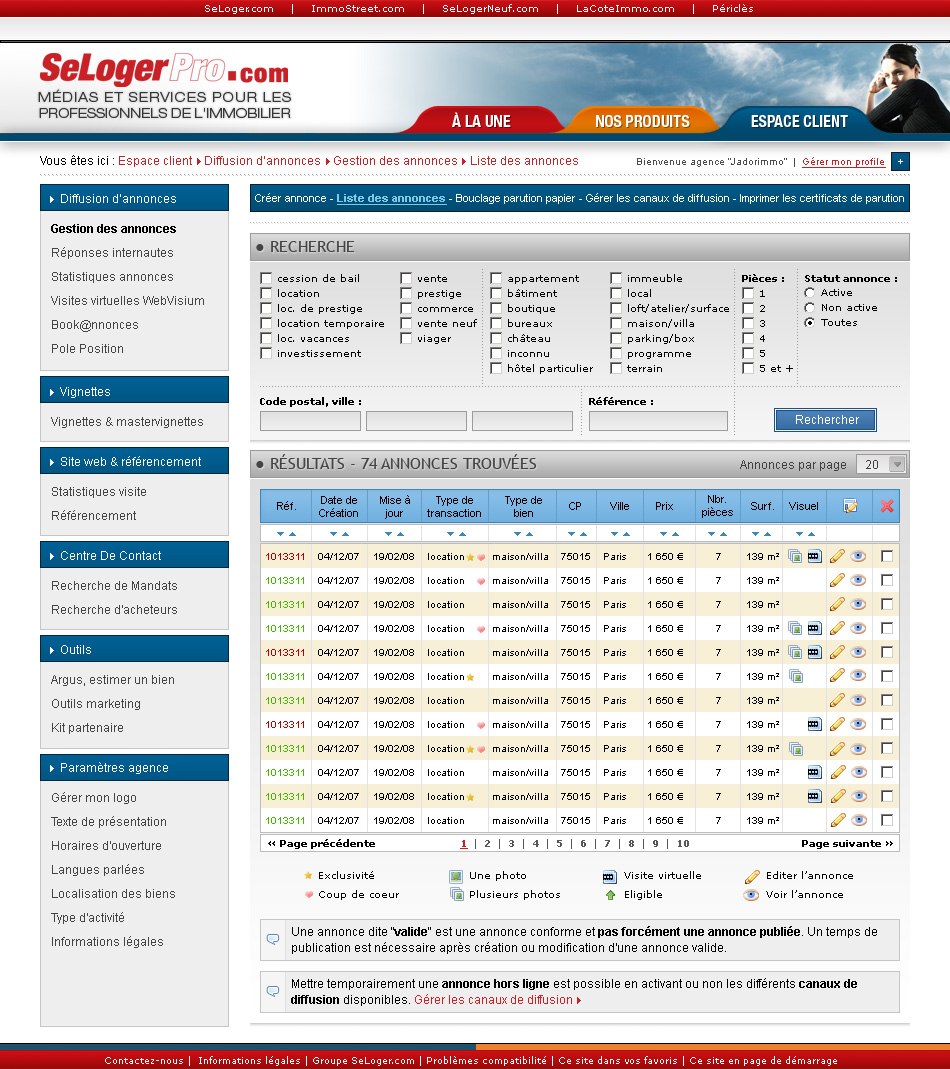 SeLoger.com | ImmoStreet.com | SeLogerNeuf.com | LaCoteImmo.com | Périclès
SeLogerPro.com
MÉDIAS ET SERVICES POUR LES
PROFESSIONNELS DE L'IMMOBILIER
À LA UNE NOS PRODUITS ESPACE CLIENT
Vous êtes ici : Espace client Diffusion d'annonces Gestion des annonces Liste des annonces
Bienvenue agence "Jadorimmo" | Gérer mon profile +
Diffusion d'annonces
Gestion des annonces
Réponses internautes
Statistiques annonces
Visites virtuelles WebVisium
Book@nnonces
Pole Position
Vignettes
Vignettes & mastervignettes
Site web & référencement
Statistiques visite
Référencement
Centre De Contact
Recherche de Mandats
Recherche d'acheteurs
Outils
Argus, estimer un bien
Outils marketing
Kit partenaire
Paramètres agence
Gérer mon logo
Texte de présentation
Horaires d'ouverture
Langues parlées
Localisation des biens
Type d'activité
Informations légales
Créer annonce - Liste des annonces - Bouclage parution papier - Gérer les canaux de diffusion - Imprimer les certificats de parution
• RECHERCHE
cession de bail vente appartement immeuble Pièces : Statut annonce :
location prestige bâtiment local 1 Active
loc. de prestige commerce boutique loft/atelier/surface 2 Non active
location temporaire vente neuf bureaux maison/villa 3 Toutes
loc. vacances viager château parking/box 4
investissement inconnu programme 5
hôtel particulier terrain 5 et +
Code postal, ville : Référence :
Rechercher
• RÉSULTATS - 74 ANNONCES TROUVÉES Annonces par page 20
Réf. Date de Création Mise à jour Type de transaction Type de bien CP Ville Prix Nbr. pièces Surf. Visuel
1013311 04/12/07 19/02/08 location maison/villa 75015 Paris 1 650 € 7 139 m²
1013311 04/12/07 19/02/08 location maison/villa 75015 Paris 1 650 € 7 139 m²
1013311 04/12/07 19/02/08 location maison/villa 75015 Paris 1 650 € 7 139 m²
1013311 04/12/07 19/02/08 location maison/villa 75015 Paris 1 650 € 7 139 m²
1013311 04/12/07 19/02/08 location maison/villa 75015 Paris 1 650 € 7 139 m²
1013311 04/12/07 19/02/08 location maison/villa 75015 Paris 1 650 € 7 139 m²
1013311 04/12/07 19/02/08 location maison/villa 75015 Paris 1 650 € 7 139 m²
1013311 04/12/07 19/02/08 location maison/villa 75015 Paris 1 650 € 7 139 m²
1013311 04/12/07 19/02/08 location maison/villa 75015 Paris 1 650 € 7 139 m²
1013311 04/12/07 19/02/08 location maison/villa 75015 Paris 1 650 € 7 139 m²
1013311 04/12/07 19/02/08 location maison/villa 75015 Paris 1 650 € 7 139 m²
1013311 04/12/07 19/02/08 location maison/villa 75015 Paris 1 650 € 7 139 m²
‹‹ Page précédente 1 | 2 | 3 | 4 | 5 | 6 | 7 | 8 | 9 | 10 Page suivante ››
Exclusivité Une photo Visite virtuelle Editer l'annonce
Coup de coeur Plusieurs photos Eligible Voir l'annonce
Une annonce dite "valide" est une annonce conforme et pas forcément une annonce publiée. Un temps de
publication est nécessaire après création ou modification d'une annonce valide.
Mettre temporairement une annonce hors ligne est possible en activant ou non les différents canaux de
diffusion disponibles. Gérer les canaux de diffusion
Contactez-nous | Informations légales | Groupe SeLoger.com | Problèmes compatibilité | Ce site dans vos favoris | Ce site en page de démarrage